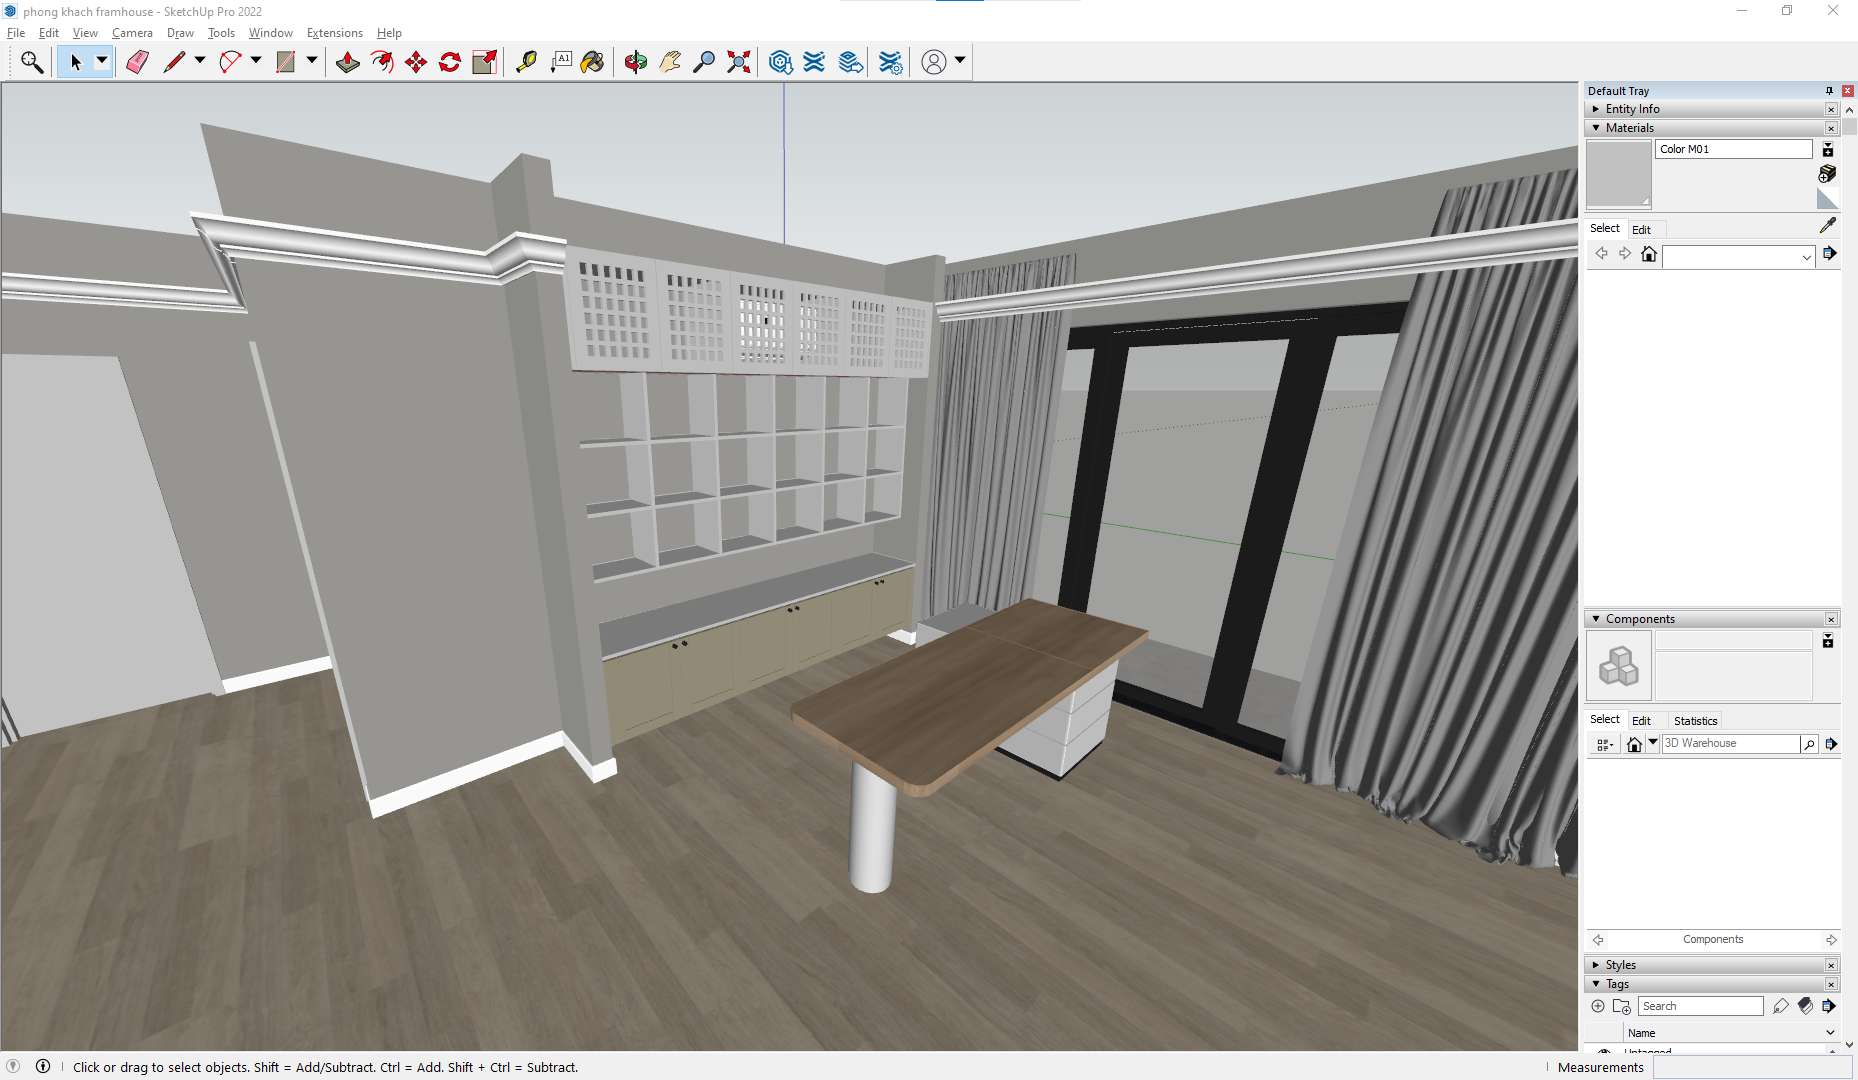 phong khach framhouse - SketchUp Pro 2022
File Edit View Camera Draw Tools Window Extensions Help
A1
Default Tray
Entity Info
Materials
Color M01
Select Edit
Components
Select Edit Statistics
3D Warehouse
Components
Styles
Tags
Search
Name
Untagged
Click or drag to select objects. Shift = Add/Subtract. Ctrl = Add. Shift + Ctrl = Subtract.
Measurements